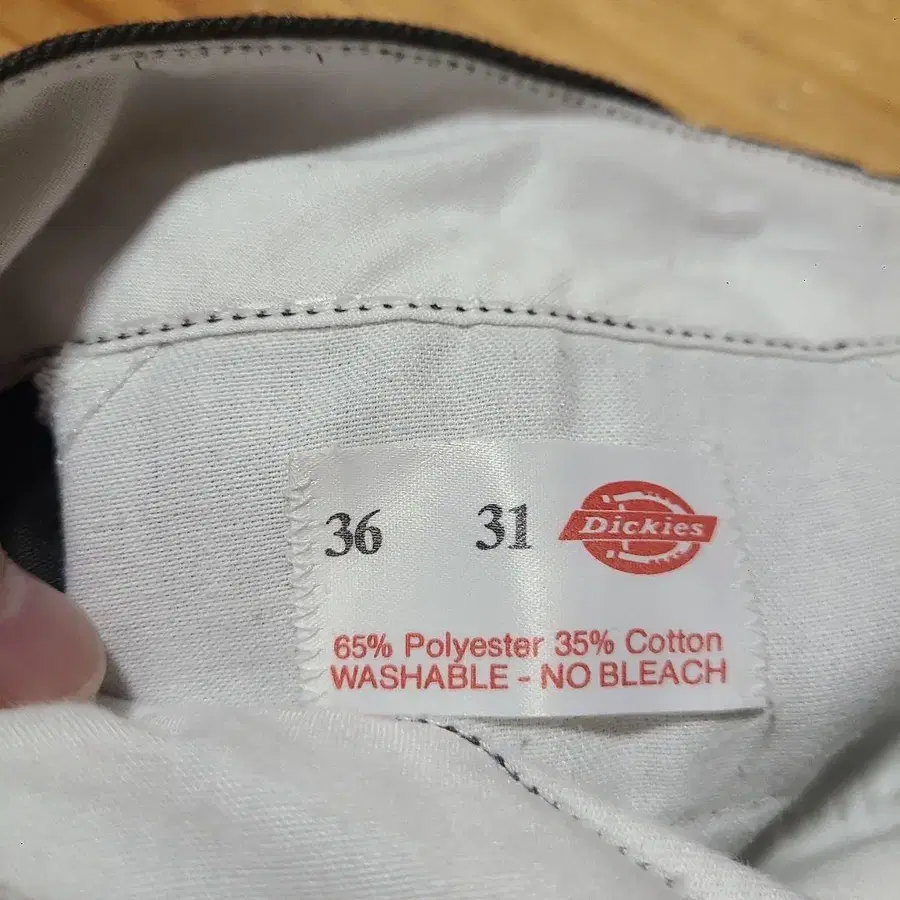 36 31 Dickies
65% Polyester 35% Cotton
WASHABLE - NO BLEACH